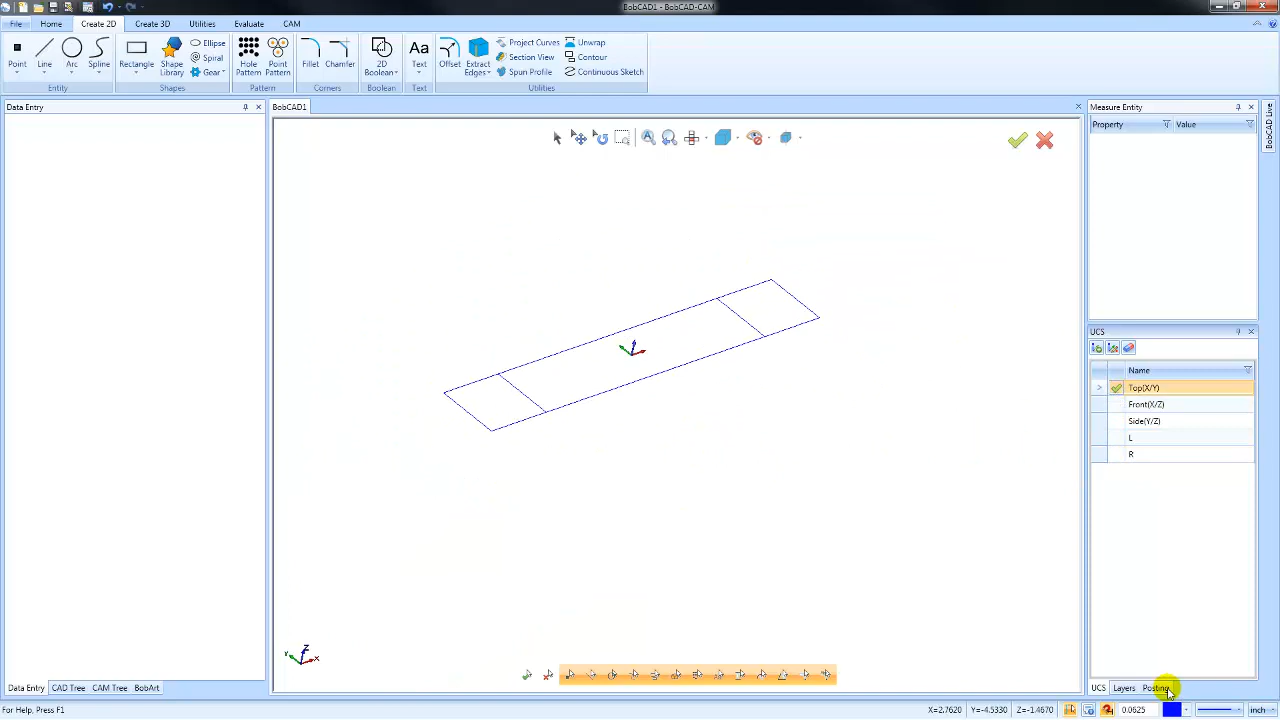 BobCAD1 - BobCAD-CAM
File Home Create 2D Create 3D Utilities Evaluate CAM
Point Line Arc Spline Rectangle Shape Library Ellipse Spiral Gear Hole Pattern Point Pattern Fillet Chamfer 2D Boolean Text Offset Extract Edges Project Curves Section View Spun Profile Unwrap Contour Continuous Sketch
Entity Shapes Pattern Corners Boolean Text Utilities
Data Entry
BobCAD1
Measure Entity
BobCAD Live
Property Value
UCS
Name
Top(X/Y)
Front(X/Z)
Side(Y/Z)
L
R
Z
Y
X
Data Entry CAD Tree CAM Tree BobArt
UCS Layers Posting
For Help, Press F1
X=2.7620 Y=-4.5330 Z=-1.4670 0.0625 inch